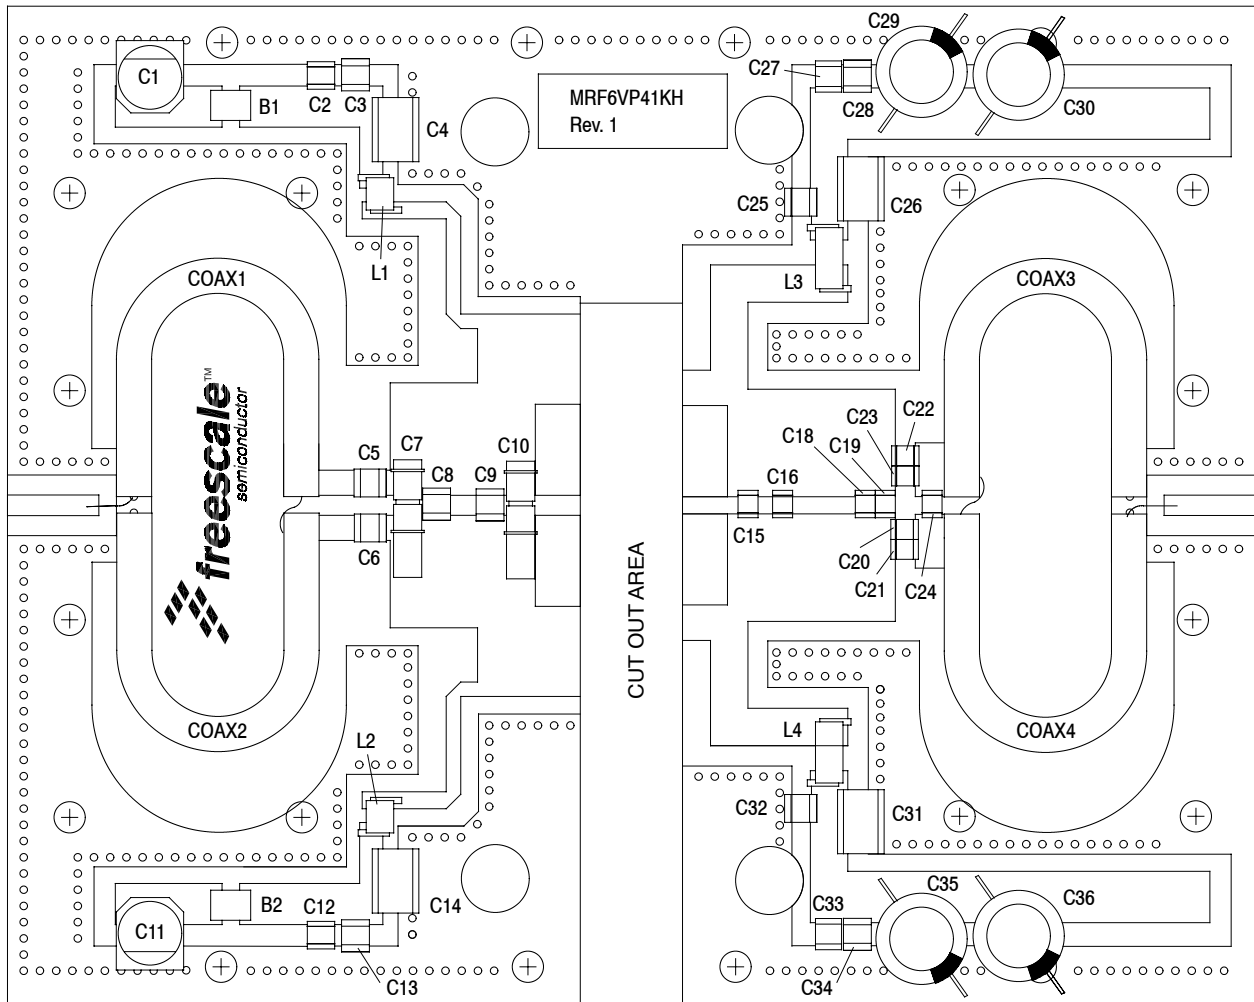 C29
C1
C2
C3
B1
C4
MRF6VP41KH
Rev. 1
C27
C28
C30
C25
C26
L1
L3
COAX1
COAX3
freescale™
semiconductor
C5
C7
C8
C9
C10
C6
C18
C19
C23
C22
C16
C15
C20
C21
C24
CUT OUT AREA
COAX2
COAX4
L2
L4
C32
C31
B2
C12
C14
C11
C13
C33
C34
C35
C36